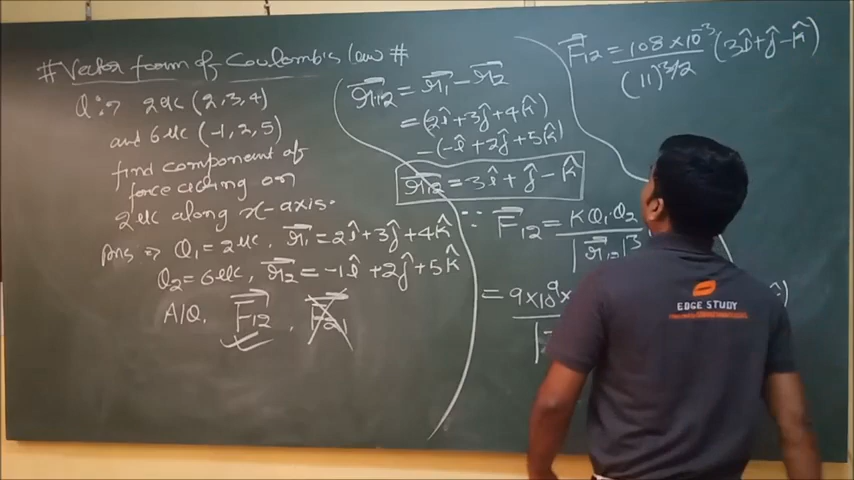 # Vector form of Coulomb's law #
Q:→ 2μc (2,3,4)
and 6μc (-1,2,5)
find component of
force acting on
2μc along x-axis.
Ans → Q₁ = 2μc, r⃗₁ = 2î + 3ĵ + 4k̂
Q₂ = 6μc, r⃗₂ = -1î + 2ĵ + 5k̂
A/Q. F⃗₁₂ , F⃗₂₁
r⃗₁₂ = r⃗₁ - r⃗₂
= (2î + 3ĵ + 4k̂)
- (-î + 2ĵ + 5k̂)
r⃗₁₂ = 3î + ĵ - k̂
∵ F⃗₁₂ = KQ₁.Q₂
|r⃗₁₂|³
= 9×10⁹×
F⃗₁₂ = 108×10⁻³ (3î + ĵ - k̂)
(11)^3/2
EDGE STUDY